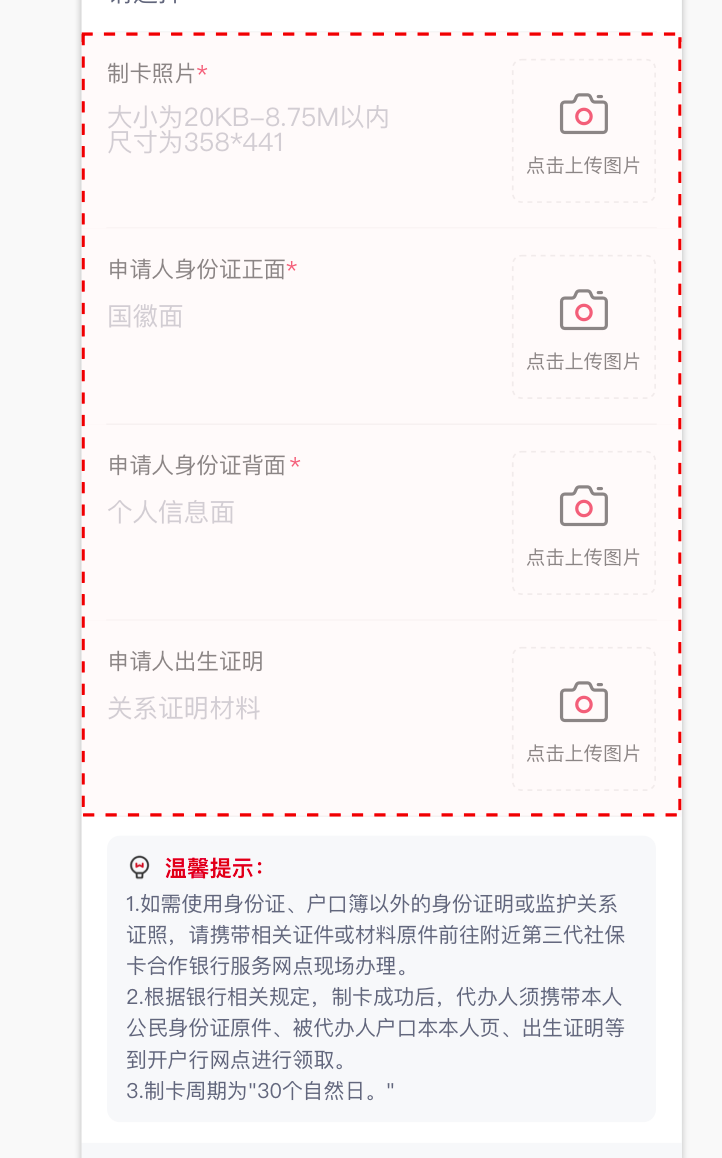 制卡照片*
大小为20KB-8.75M以内
尺寸为358*441
点击上传图片
申请人身份证正面*
国徽面
点击上传图片
申请人身份证背面*
个人信息面
点击上传图片
申请人出生证明
关系证明材料
点击上传图片
温馨提示：
1.如需使用身份证、户口簿以外的身份证明或监护关系
证照，请携带相关证件或材料原件前往附近第三代社保
卡合作银行服务网点现场办理。
2.根据银行相关规定，制卡成功后，代办人须携带本人
公民身份证原件、被代办人户口本本人页、出生证明等
到开户行网点进行领取。
3.制卡周期为"30个自然日。"